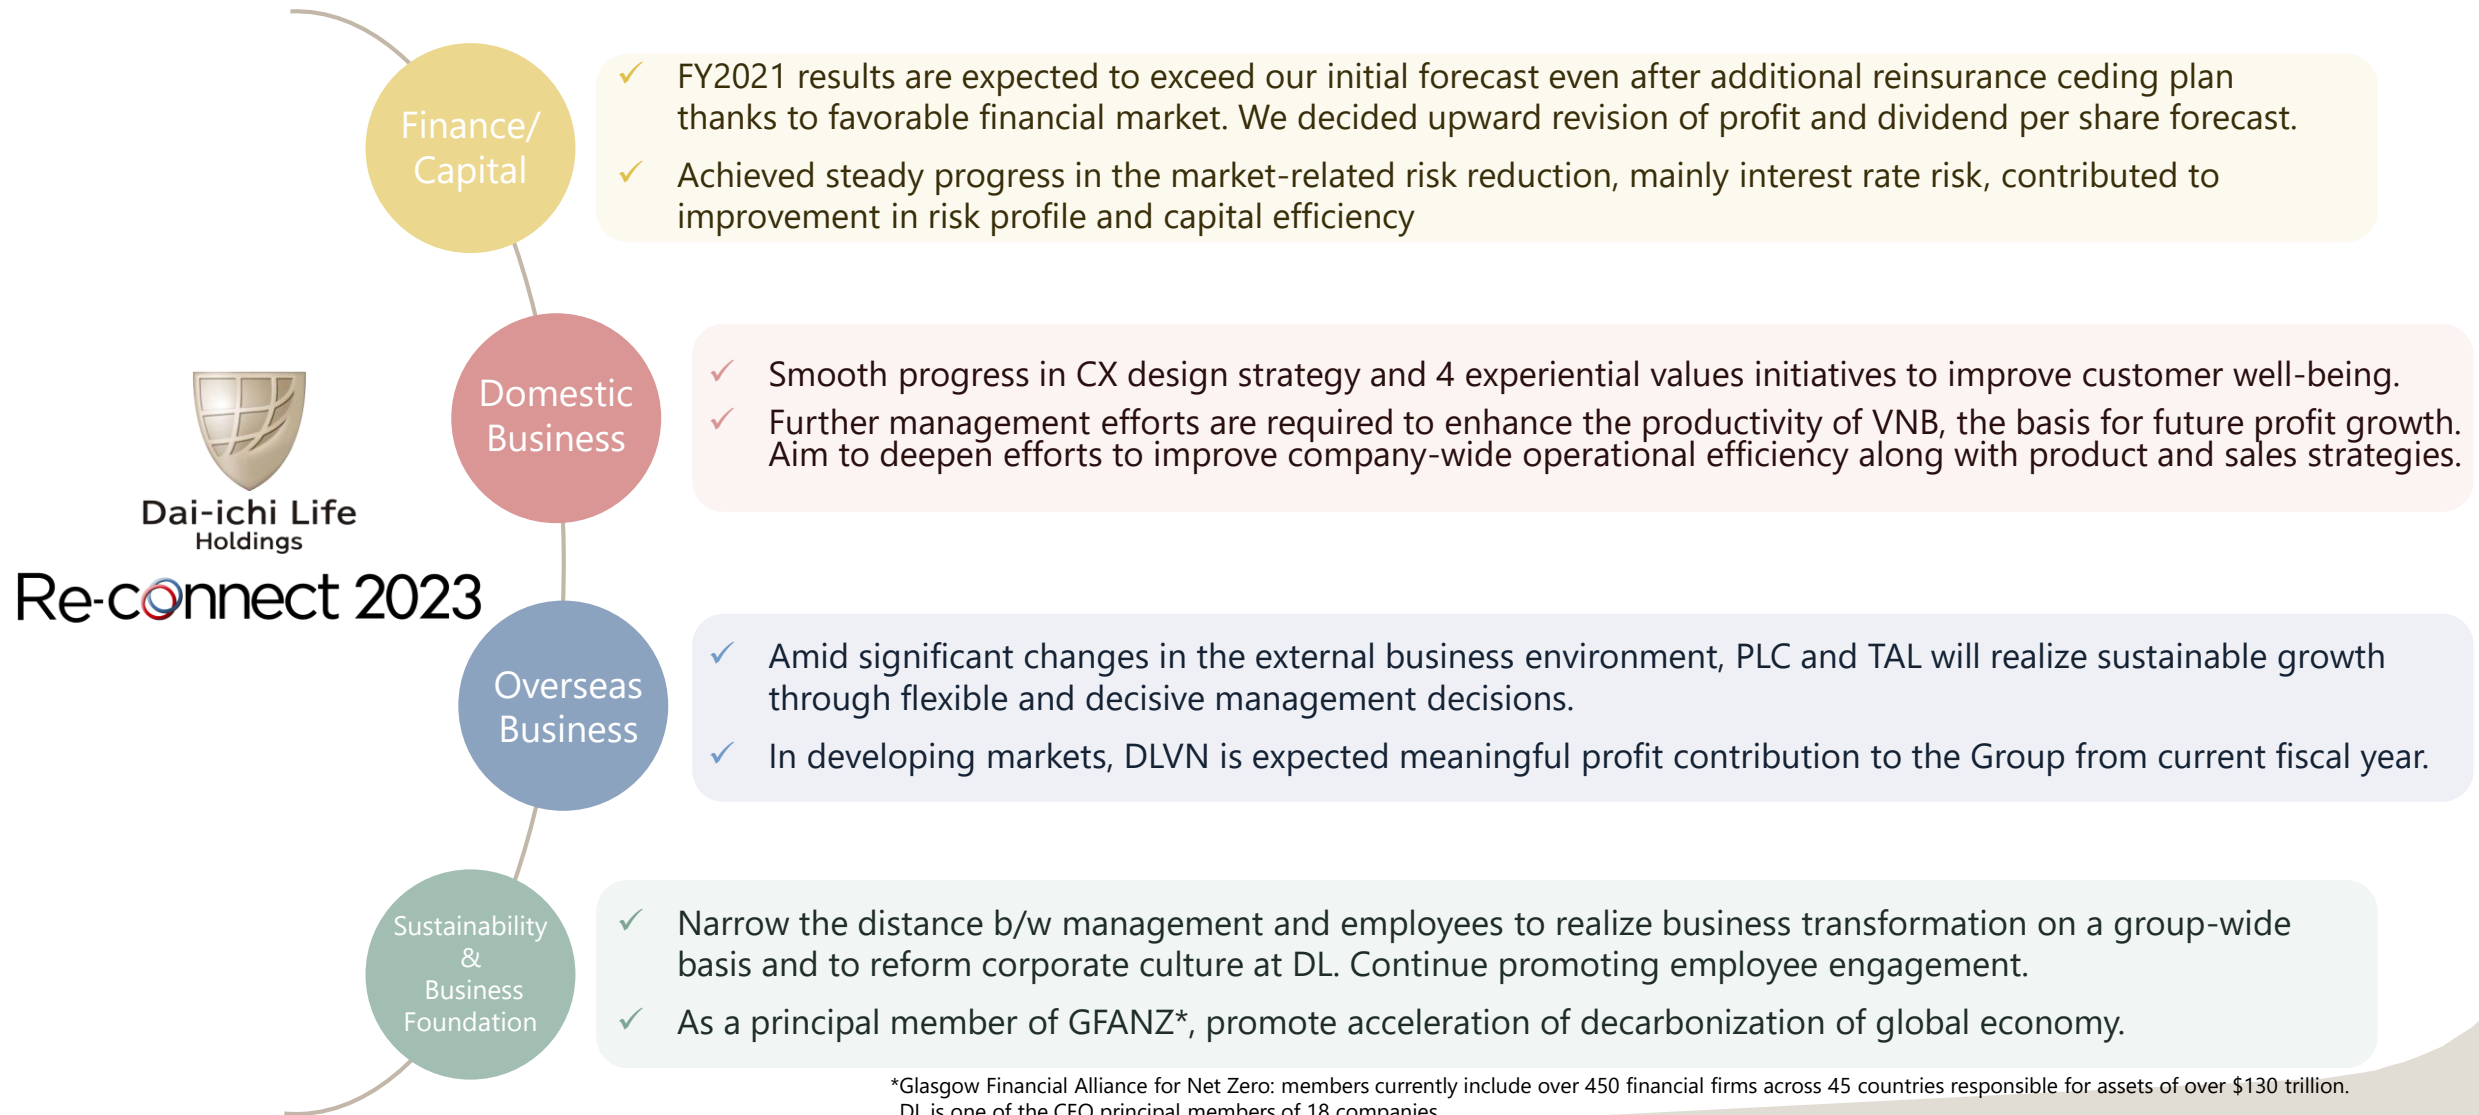 Finance/
Capital
✓ FY2021 results are expected to exceed our initial forecast even after additional reinsurance ceding plan
thanks to favorable financial market. We decided upward revision of profit and dividend per share forecast.
✓ Achieved steady progress in the market-related risk reduction, mainly interest rate risk, contributed to
improvement in risk profile and capital efficiency
Domestic
Business
✓ Smooth progress in CX design strategy and 4 experiential values initiatives to improve customer well-being.
✓ Further management efforts are required to enhance the productivity of VNB, the basis for future profit growth.
Aim to deepen efforts to improve company-wide operational efficiency along with product and sales strategies.
Dai-ichi Life
Holdings
Re-connect 2023
Overseas
Business
✓ Amid significant changes in the external business environment, PLC and TAL will realize sustainable growth
through flexible and decisive management decisions.
✓ In developing markets, DLVN is expected meaningful profit contribution to the Group from current fiscal year.
Sustainability
&
Business
Foundation
✓ Narrow the distance b/w management and employees to realize business transformation on a group-wide
basis and to reform corporate culture at DL. Continue promoting employee engagement.
✓ As a principal member of GFANZ*, promote acceleration of decarbonization of global economy.
*Glasgow Financial Alliance for Net Zero: members currently include over 450 financial firms across 45 countries responsible for assets of over $130 trillion.
DL is one of the CEO principal members of 18 companies